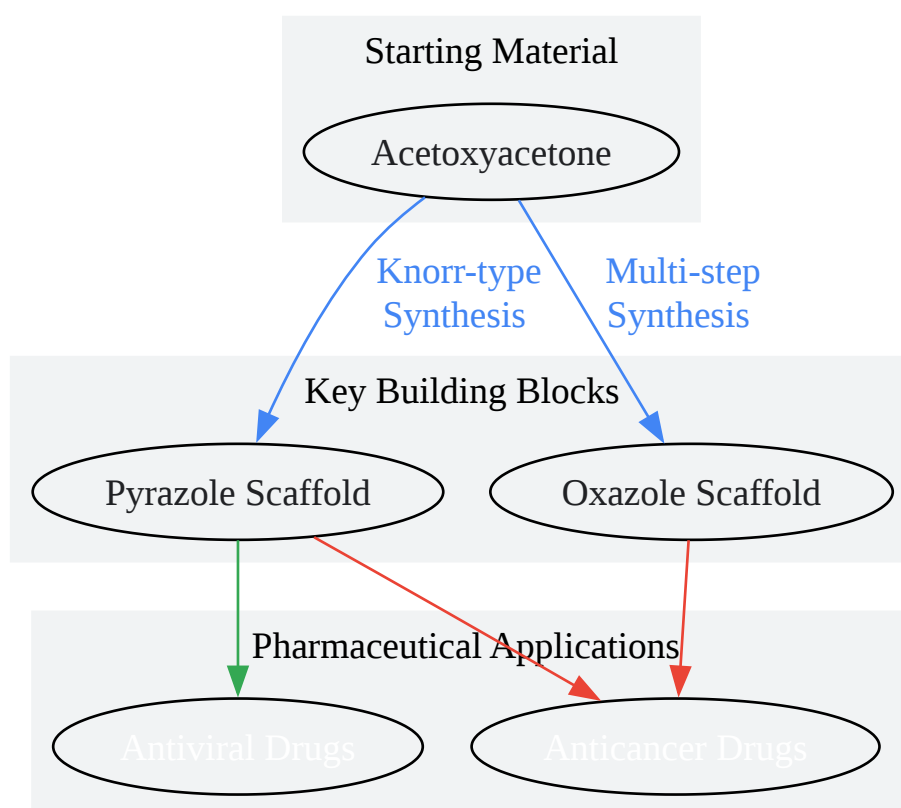 Starting Material
Acetoxyacetone
Knorr-type
Synthesis
Multi-step
Synthesis
Key Building Blocks
Pyrazole Scaffold
Oxazole Scaffold
Pharmaceutical Applications
Antiviral Drugs
Anticancer Drugs